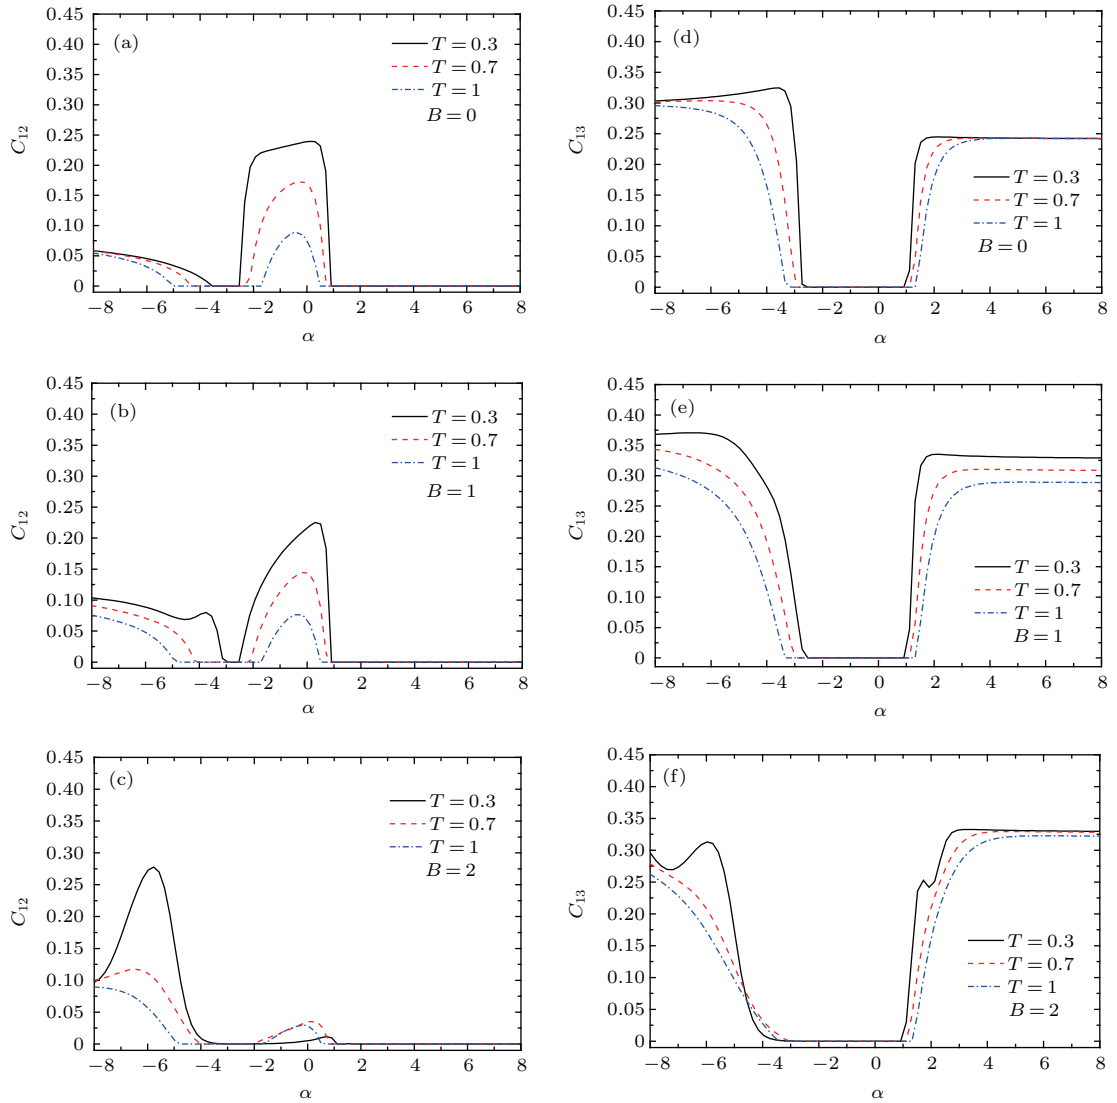 (a)
T = 0.3
T = 0.7
T = 1
B = 0
C12
0.45
0.40
0.35
0.30
0.25
0.20
0.15
0.10
0.05
0
−8 −6 −4 −2 0 2 4 6 8
α
(d)
T = 0.3
T = 0.7
T = 1
B = 0
C13
0.45
0.40
0.35
0.30
0.25
0.20
0.15
0.10
0.05
0
−8 −6 −4 −2 0 2 4 6 8
α
(b)
T = 0.3
T = 0.7
T = 1
B = 1
C12
0.45
0.40
0.35
0.30
0.25
0.20
0.15
0.10
0.05
0
−8 −6 −4 −2 0 2 4 6 8
α
(e)
T = 0.3
T = 0.7
T = 1
B = 1
C13
0.45
0.40
0.35
0.30
0.25
0.20
0.15
0.10
0.05
0
−8 −6 −4 −2 0 2 4 6 8
α
(c)
T = 0.3
T = 0.7
T = 1
B = 2
C12
0.45
0.40
0.35
0.30
0.25
0.20
0.15
0.10
0.05
0
−8 −6 −4 −2 0 2 4 6 8
α
(f)
T = 0.3
T = 0.7
T = 1
B = 2
C13
0.45
0.40
0.35
0.30
0.25
0.20
0.15
0.10
0.05
0
−8 −6 −4 −2 0 2 4 6 8
α